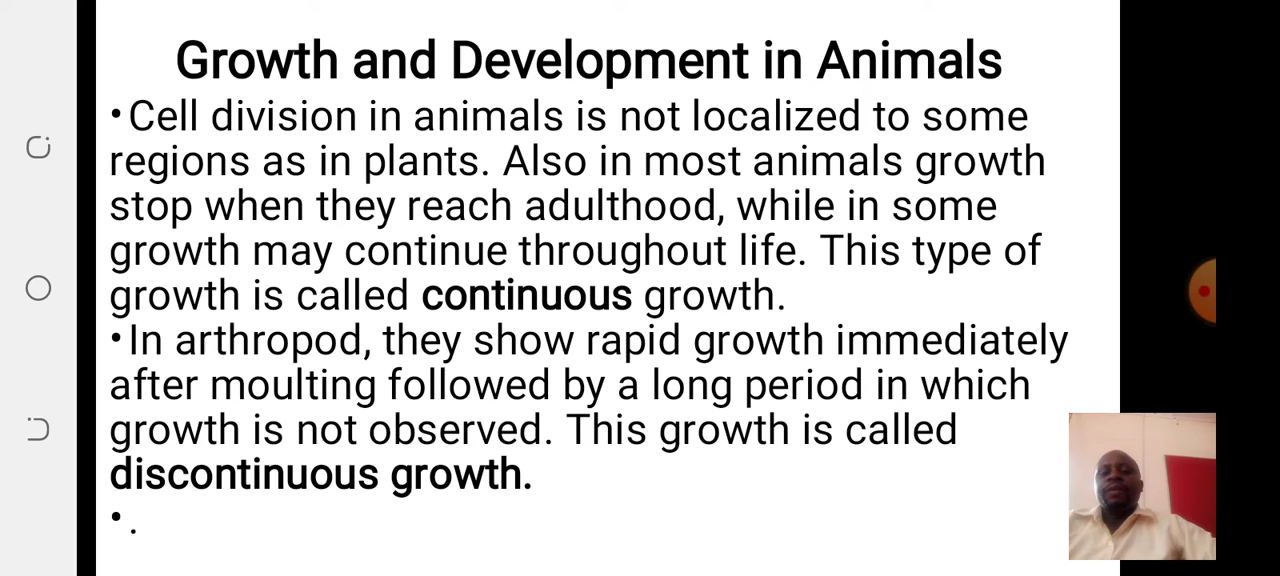 Growth and Development in Animals
• Cell division in animals is not localized to some
regions as in plants. Also in most animals growth
stop when they reach adulthood, while in some
growth may continue throughout life. This type of
growth is called continuous growth.
• In arthropod, they show rapid growth immediately
after moulting followed by a long period in which
growth is not observed. This growth is called
discontinuous growth.
• .